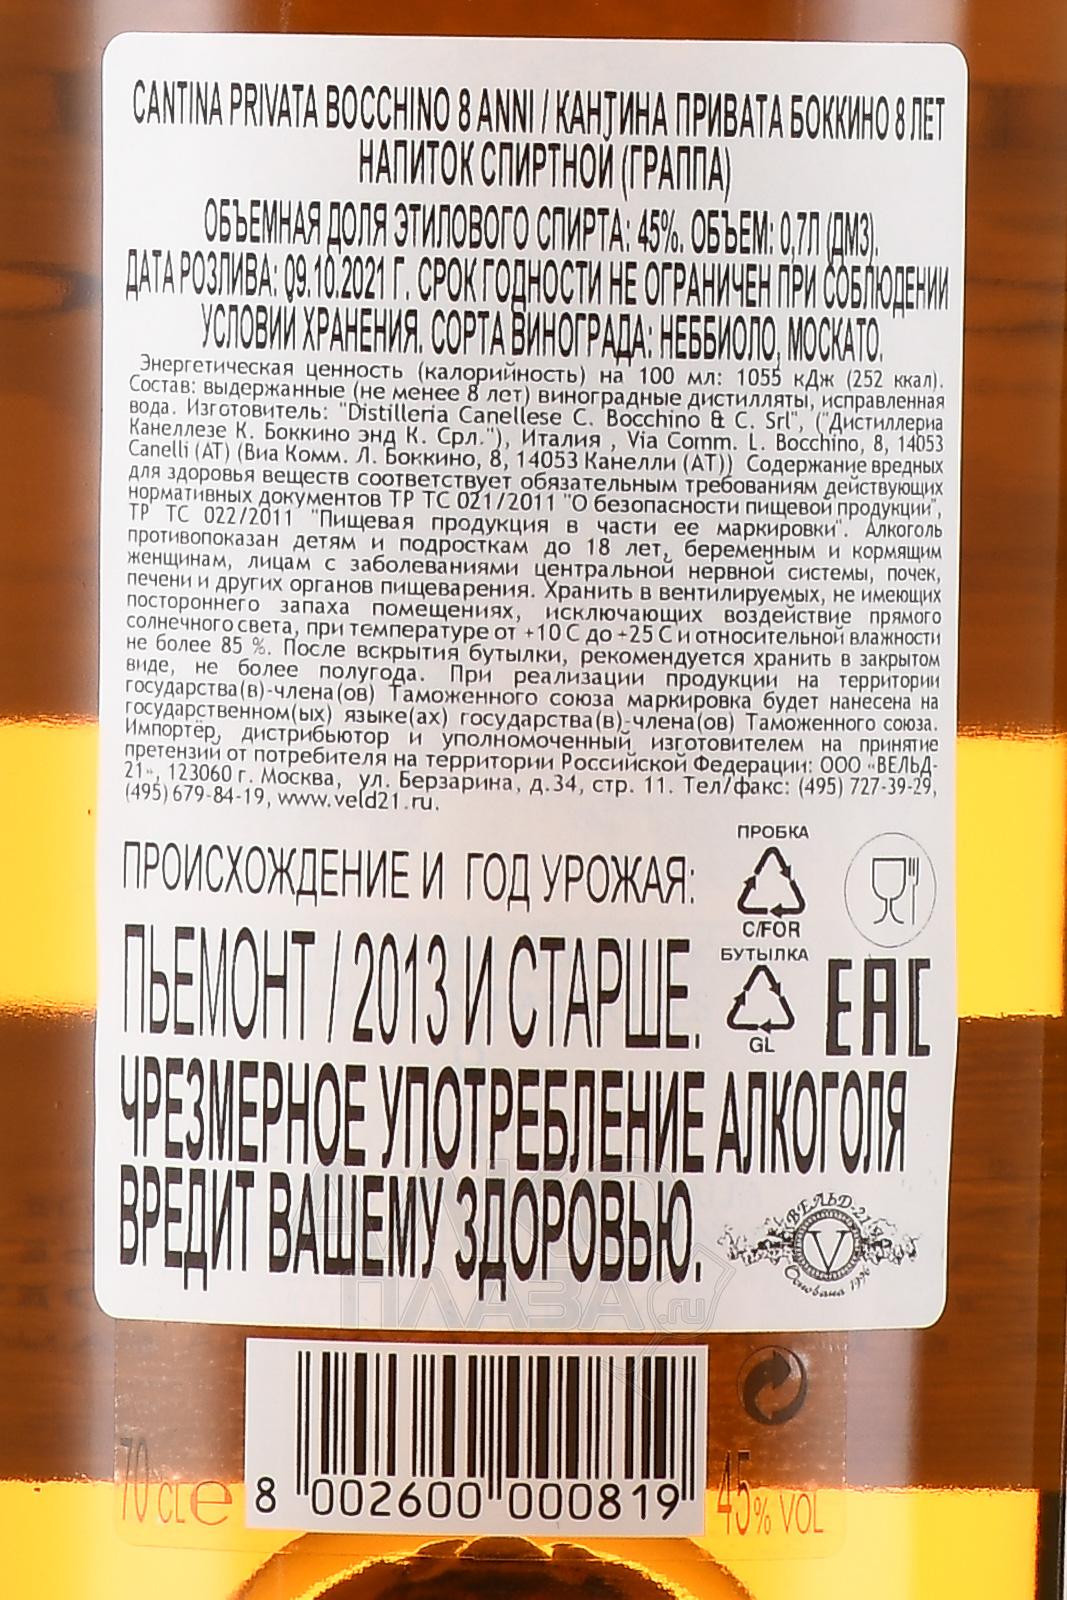 CANTINA PRIVATA BOCCHINO 8 ANNI / КАНТИНА ПРИВАТА БОККИНО 8 ЛЕТ
НАПИТОК СПИРТНОЙ (ГРАППА)
ОБЪЕМНАЯ ДОЛЯ ЭТИЛОВОГО СПИРТА: 45%. ОБЪЕМ: 0,7Л (ДМ3).
ДАТА РОЗЛИВА: 09.10.2021 Г. СРОК ГОДНОСТИ НЕ ОГРАНИЧЕН ПРИ СОБЛЮДЕНИИ
УСЛОВИИ ХРАНЕНИЯ. СОРТА ВИНОГРАДА: НЕББИОЛО, МОСКАТО.
Энергетическая ценность (калорийность) на 100 мл: 1055 кДж (252 ккал).
Состав: выдержанные (не менее 8 лет) виноградные дистилляты, исправленная
вода. Изготовитель: "Distilleria Canellese C. Bocchino & C. Srl", ("Дистиллериа
Канеллезе К. Боккино энд К. Срл."), Италия , Via Comm. L. Bocchino, 8, 14053
Canelli (AT) (Виа Комм. Л. Боккино, 8, 14053 Канелли (АТ)) Содержание вредных
для здоровья веществ соответствует обязательным требованиям действующих
нормативных документов ТР ТС 021/2011 "О безопасности пищевой продукции",
ТР ТС 022/2011 "Пищевая продукция в части ее маркировки". Алкоголь
противопоказан детям и подросткам до 18 лет, беременным и кормящим
женщинам, лицам с заболеваниями центральной нервной системы, почек,
печени и других органов пищеварения. Хранить в вентилируемых, не имеющих
постороннего запаха помещениях, исключающих воздействие прямого
солнечного света, при температуре от +10 С до +25 С и относительной влажности
не более 85 %. После вскрытия бутылки, рекомендуется хранить в закрытом
виде, не более полугода. При реализации продукции на территории
государства(в)-члена(ов) Таможенного союза маркировка будет нанесена на
государственном(ых) языке(ах) государства(в)-члена(ов) Таможенного союза.
Импортёр, дистрибьютор и уполномоченный изготовителем на принятие
претензий от потребителя на территории Российской Федерации: ООО «ВЕЛЬД-
21», 123060 г. Москва, ул. Берзарина, д.34, стр. 11. Тел/факс: (495) 727-39-29,
(495) 679-84-19, www.veld21.ru.
ПРОИСХОЖДЕНИЕ И ГОД УРОЖАЯ:
ПЬЕМОНТ / 2013 И СТАРШЕ.
ПРОБКА
C/FOR
БУТЫЛКА
GL
EAC
ЧРЕЗМЕРНОЕ УПОТРЕБЛЕНИЕ АЛКОГОЛЯ
ВРЕДИТ ВАШЕМУ ЗДОРОВЬЮ.
ВЕЛЬД-21
V
Основана 1996
АЛКО
ПЛАЗА.ru
70 CL e
8 002600 000819
45% VOL